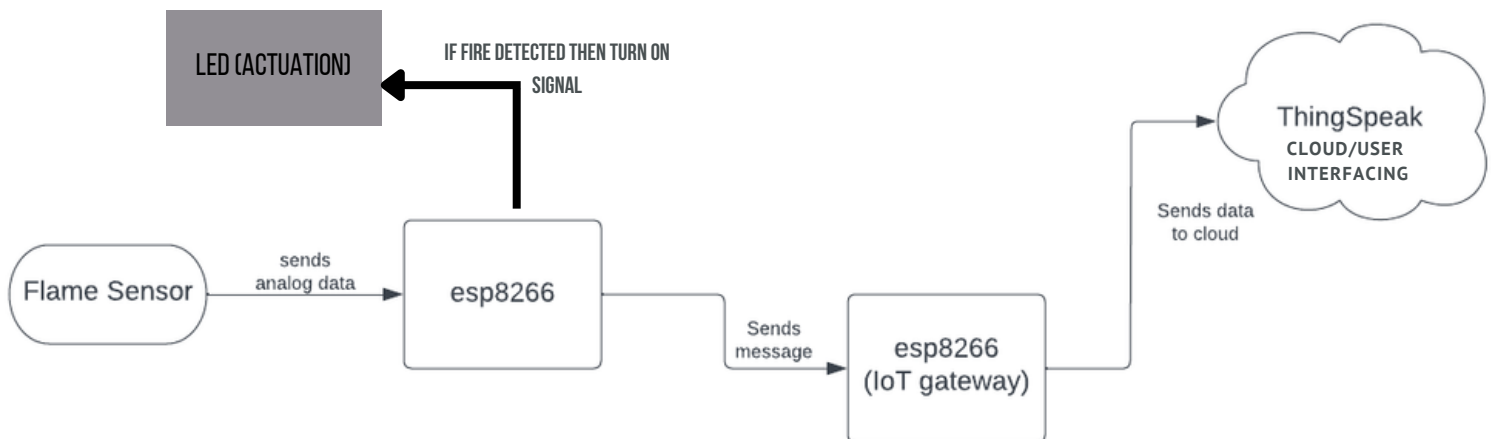 LED (ACTUATION)
IF FIRE DETECTED THEN TURN ON
SIGNAL
ThingSpeak
CLOUD/USER
INTERFACING
Sends data
to cloud
Flame Sensor
sends
analog data
esp8266
Sends
message
esp8266
(IoT gateway)